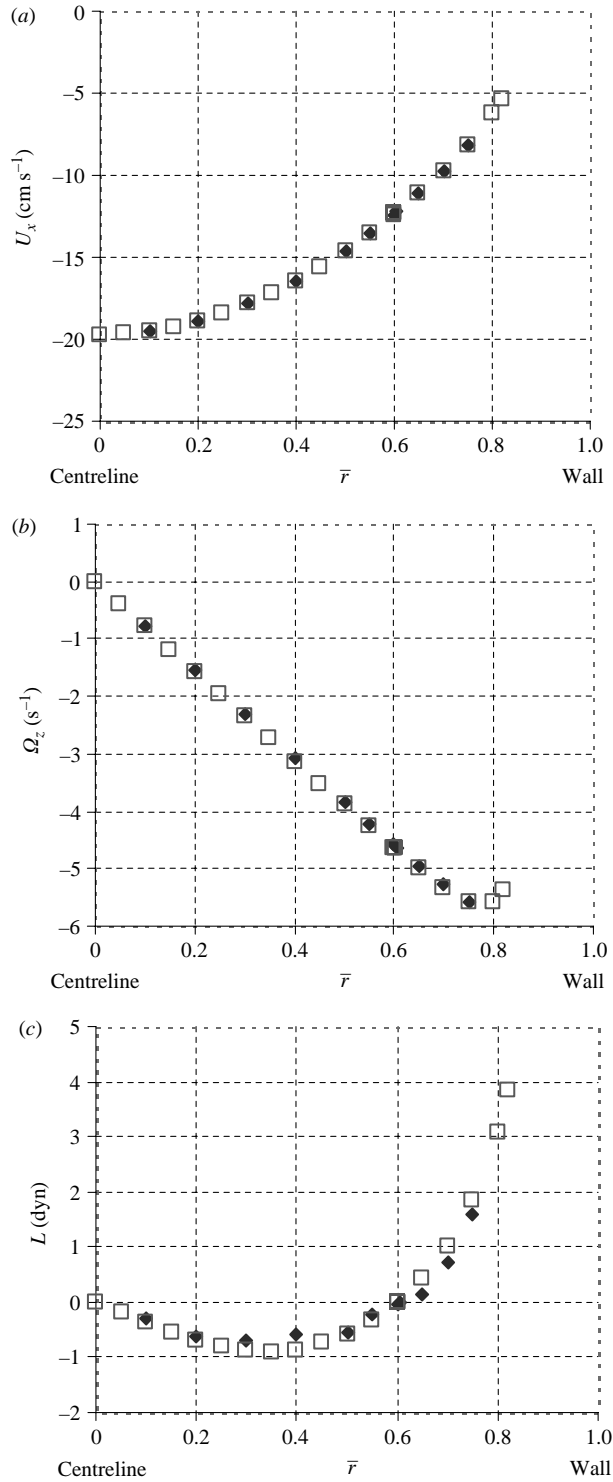 (a)
0
−5
−10
−15
−20
−25
U_x (cm s⁻¹)
0 0.2 0.4 0.6 0.8 1.0
Centreline r̅ Wall
(b)
1
0
−1
−2
−3
−4
−5
−6
Ω_z (s⁻¹)
0 0.2 0.4 0.6 0.8 1.0
Centreline r̅ Wall
(c)
5
4
3
2
1
0
−1
−2
L (dyn)
0 0.2 0.4 0.6 0.8 1.0
Centreline r̅ Wall